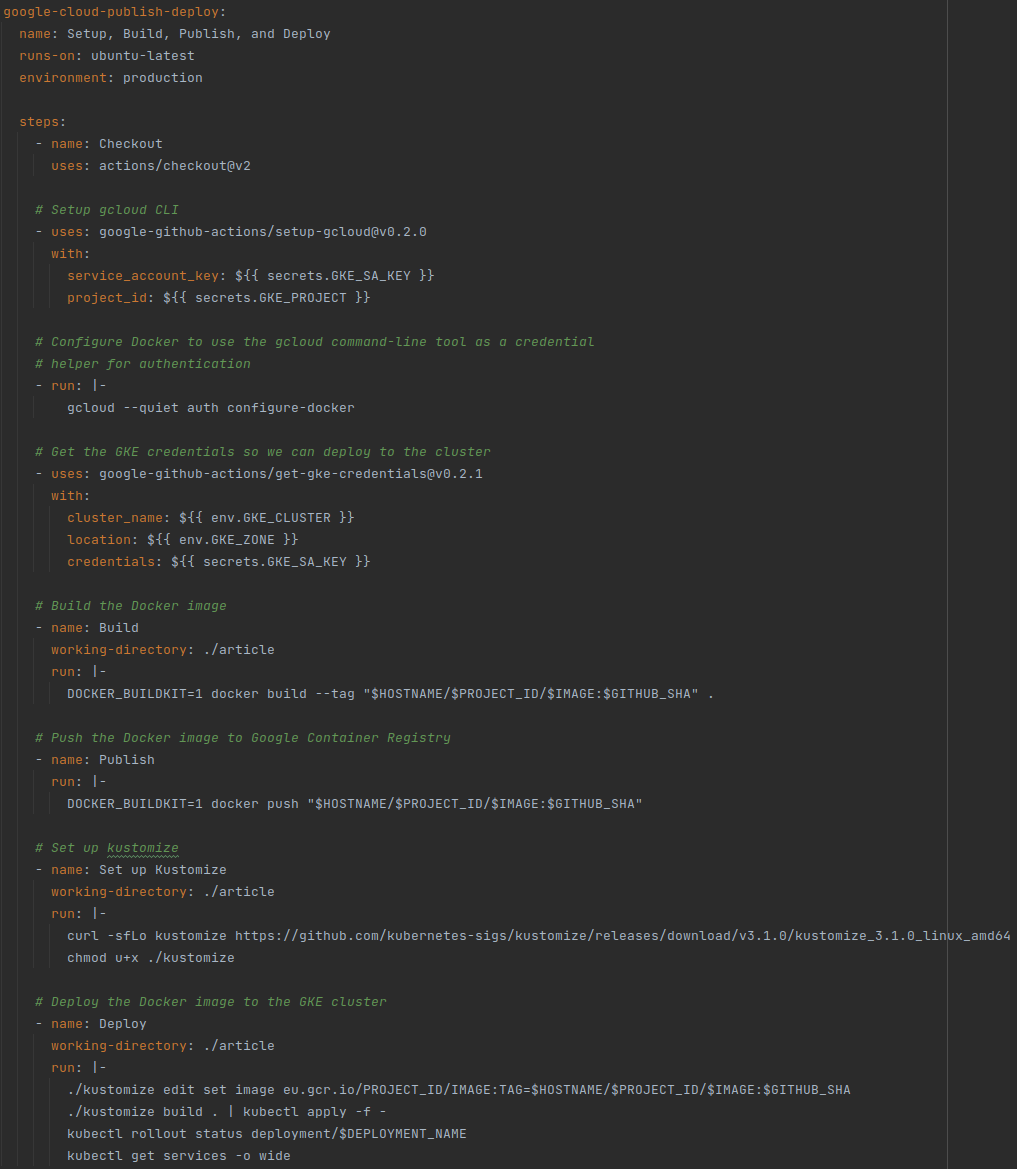 google-cloud-publish-deploy:
  name: Setup, Build, Publish, and Deploy
  runs-on: ubuntu-latest
  environment: production

  steps:
    - name: Checkout
      uses: actions/checkout@v2

    # Setup gcloud CLI
    - uses: google-github-actions/setup-gcloud@v0.2.0
      with:
        service_account_key: ${{ secrets.GKE_SA_KEY }}
        project_id: ${{ secrets.GKE_PROJECT }}

    # Configure Docker to use the gcloud command-line tool as a credential
    # helper for authentication
    - run: |-
        gcloud --quiet auth configure-docker

    # Get the GKE credentials so we can deploy to the cluster
    - uses: google-github-actions/get-gke-credentials@v0.2.1
      with:
        cluster_name: ${{ env.GKE_CLUSTER }}
        location: ${{ env.GKE_ZONE }}
        credentials: ${{ secrets.GKE_SA_KEY }}

    # Build the Docker image
    - name: Build
      working-directory: ./article
      run: |-
        DOCKER_BUILDKIT=1 docker build --tag "$HOSTNAME/$PROJECT_ID/$IMAGE:$GITHUB_SHA" .

    # Push the Docker image to Google Container Registry
    - name: Publish
      run: |-
        DOCKER_BUILDKIT=1 docker push "$HOSTNAME/$PROJECT_ID/$IMAGE:$GITHUB_SHA"

    # Set up kustomize
    - name: Set up Kustomize
      working-directory: ./article
      run: |-
        curl -sfLo kustomize https://github.com/kubernetes-sigs/kustomize/releases/download/v3.1.0/kustomize_3.1.0_linux_amd64
        chmod u+x ./kustomize

    # Deploy the Docker image to the GKE cluster
    - name: Deploy
      working-directory: ./article
      run: |-
        ./kustomize edit set image eu.gcr.io/PROJECT_ID/IMAGE:TAG=$HOSTNAME/$PROJECT_ID/$IMAGE:$GITHUB_SHA
        ./kustomize build . | kubectl apply -f -
        kubectl rollout status deployment/$DEPLOYMENT_NAME
        kubectl get services -o wide